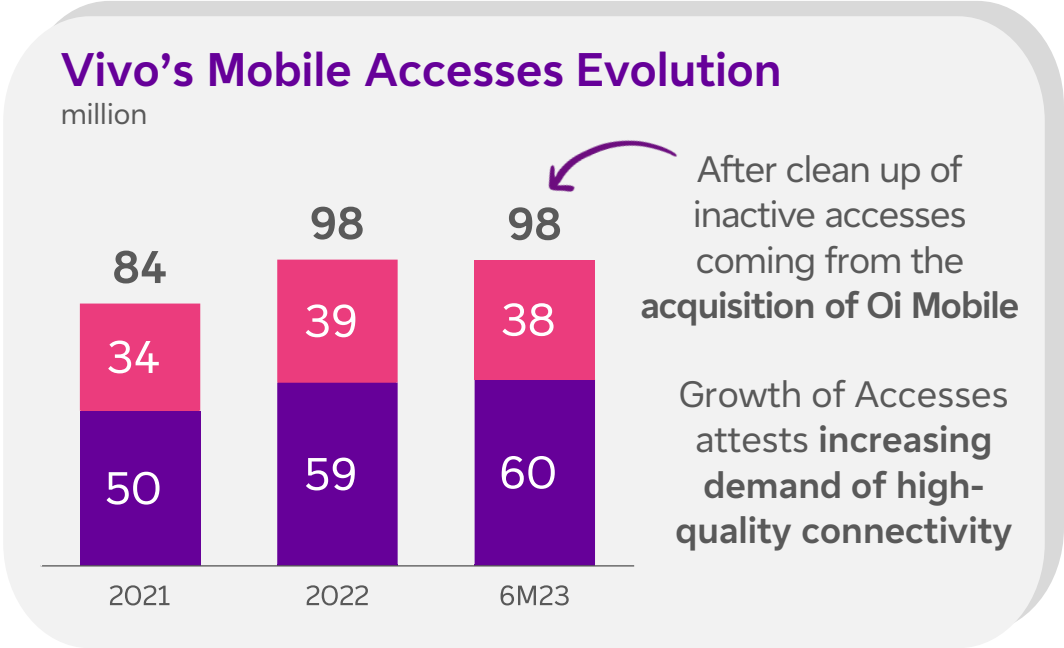 Vivo’s Mobile Accesses Evolution
million
After clean up of
inactive accesses
coming from the
acquisition of Oi Mobile
Growth of Accesses
attests increasing
demand of high-
quality connectivity
84
98
98
34
39
38
50
59
60
2021
2022
6M23